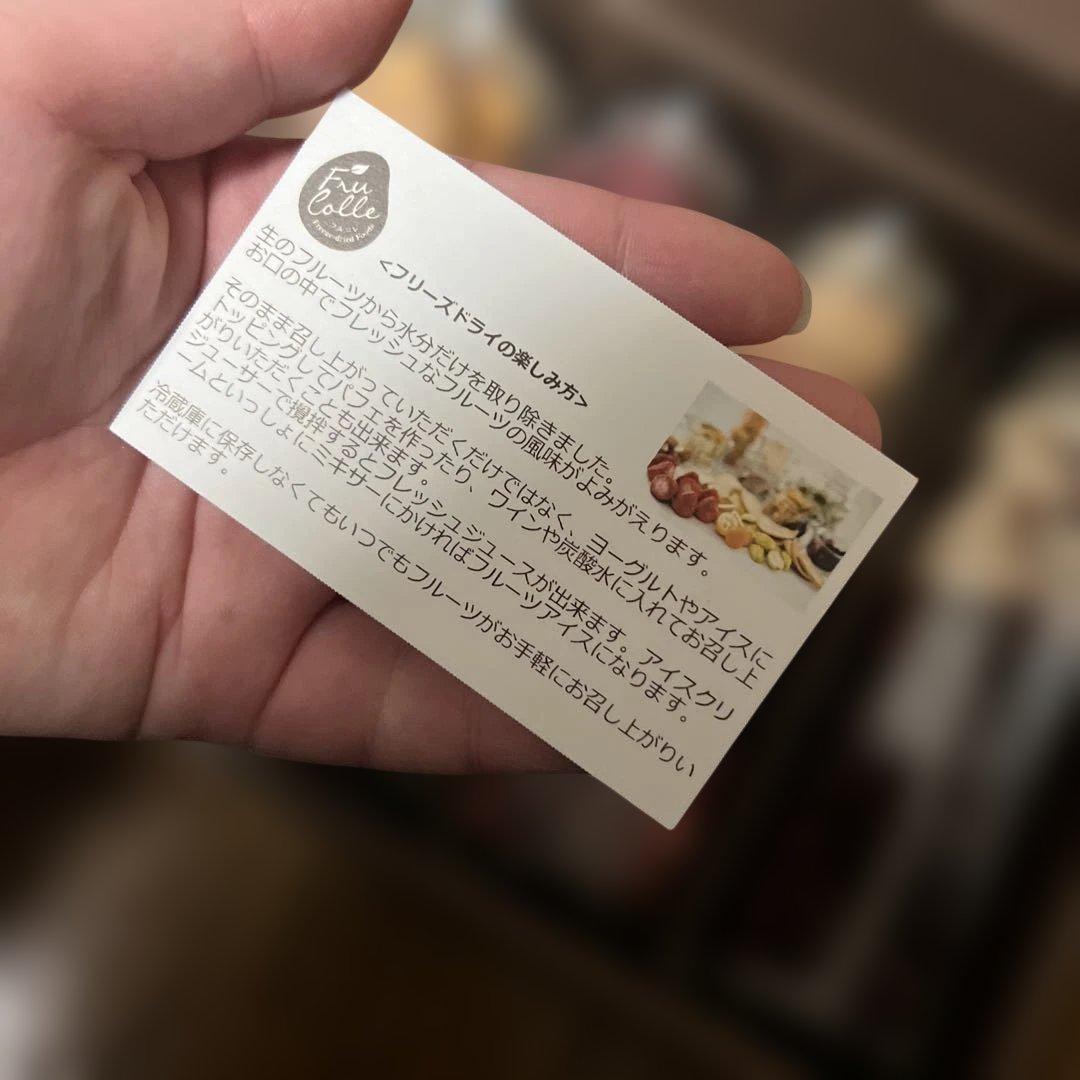 Fru
Colle
フルコレ
Freeze-dried Foods
<フリーズドライの楽しみ方>
生のフルーツから水分だけを取り除きました。
お口の中でフレッシュなフルーツの風味がよみがえります。
そのまま召し上がっていただくだけではなく、ヨーグルトやアイスに
トッピングしてパフェを作ったり、ワインや炭酸水に入れてお召し上
がりいただくことも出来ます。
ジューサーで攪拌するとフレッシュジュースが出来ます。アイスクリ
ームといっしょにミキサーにかければフルーツアイスになります。
冷蔵庫に保存しなくてもいつでもフルーツがお手軽にお召し上がりい
ただけます。